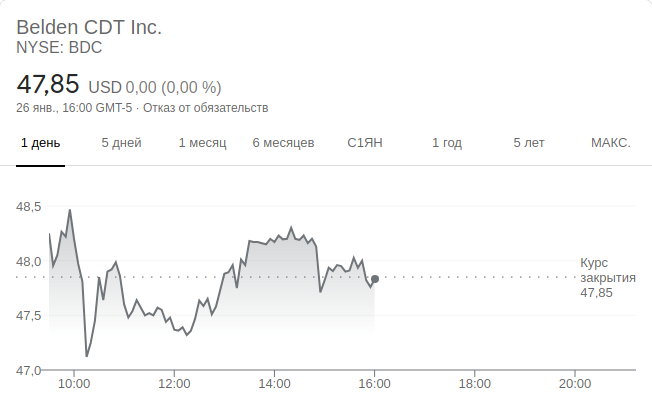 Belden CDT Inc.
NYSE: BDC
47,85 USD 0,00 (0,00 %)
26 янв., 16:00 GMT-5 · Отказ от обязательств
1 день 5 дней 1 месяц 6 месяцев С1ЯН 1 год 5 лет МАКС.
48,5
48,0
47,5
47,0
Курс
закрытия
47,85
10:00 12:00 14:00 16:00 18:00 20:00